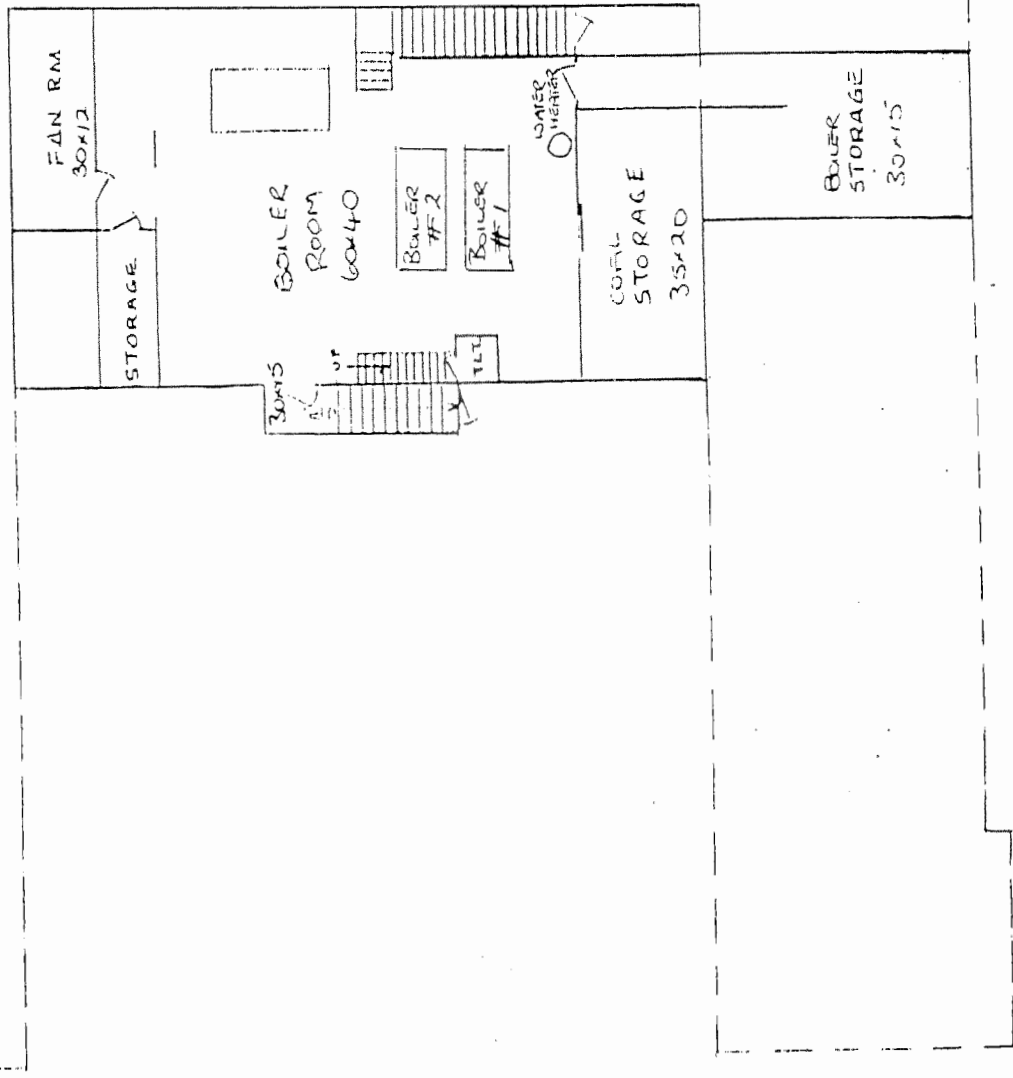 FAN RM
30x12
STORAGE
BOILER
ROOM
60x40
BOILER
#2
BOILER
#1
WATER
HEATER
UP
30x15
TLT
COAL
STORAGE
35x20
BOILER
STORAGE
30x15